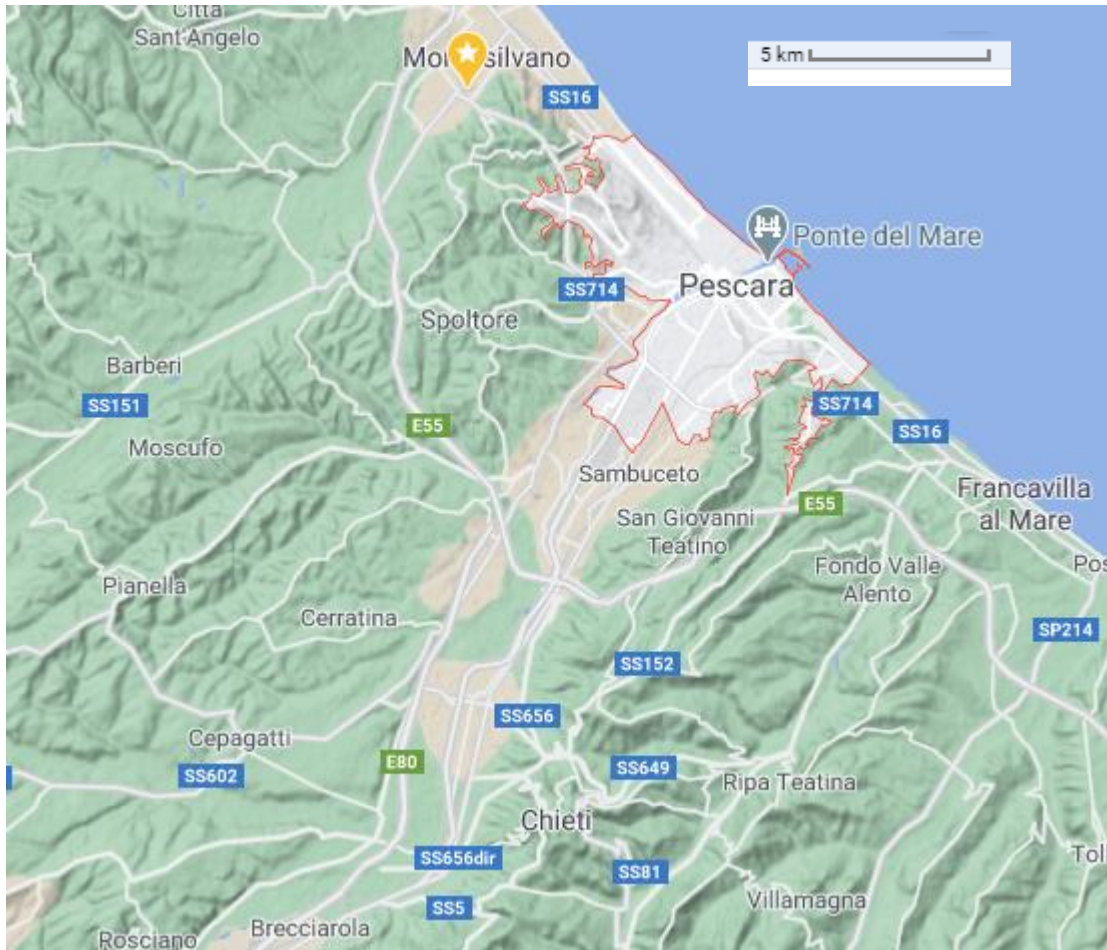 Città
Sant'Angelo
SS16
5 km
Ponte del Mare
Pescara
SS714
Spoltore
Barberi
SS151
Moscufo
E55
SS714
SS16
Sambuceto
Francavilla
al Mare
E55
San Giovanni
Teatino
Fondo Valle
Alento
Pos
Pianella
Cerratina
SP214
SS152
SS656
Cepagatti
E80
SS602
SS649
Ripa Teatina
Chieti
SS656dir
SS81
Toll
SS5
Villamagna
Brecciarola
Rosciano